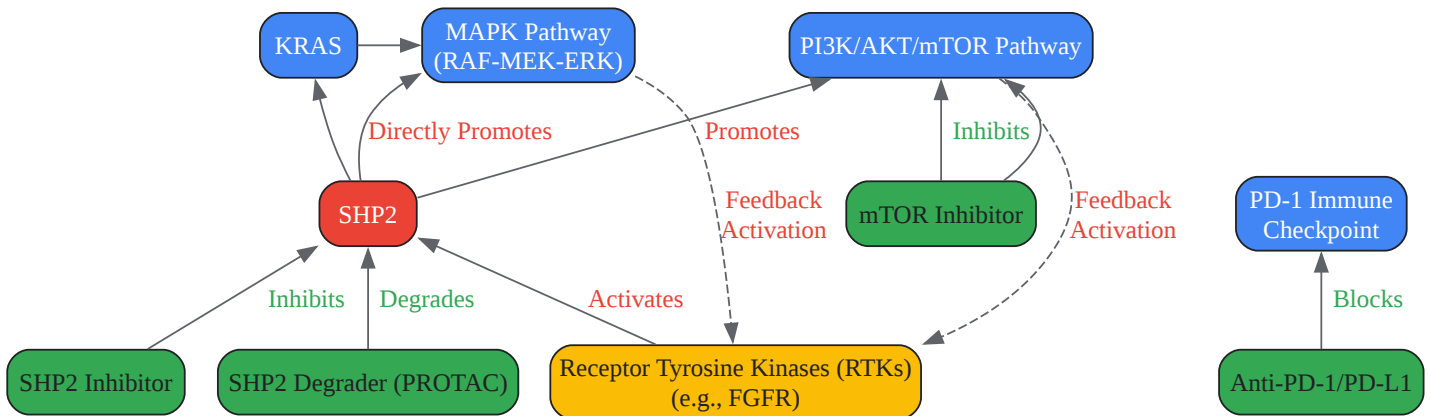 KRAS
MAPK Pathway
(RAF-MEK-ERK)
PI3K/AKT/mTOR Pathway
Directly Promotes
Promotes
Inhibits
SHP2
Feedback
Activation
mTOR Inhibitor
Feedback
Activation
PD-1 Immune
Checkpoint
Inhibits
Degrades
Activates
Blocks
SHP2 Inhibitor
SHP2 Degrader (PROTAC)
Receptor Tyrosine Kinases (RTKs)
(e.g., FGFR)
Anti-PD-1/PD-L1